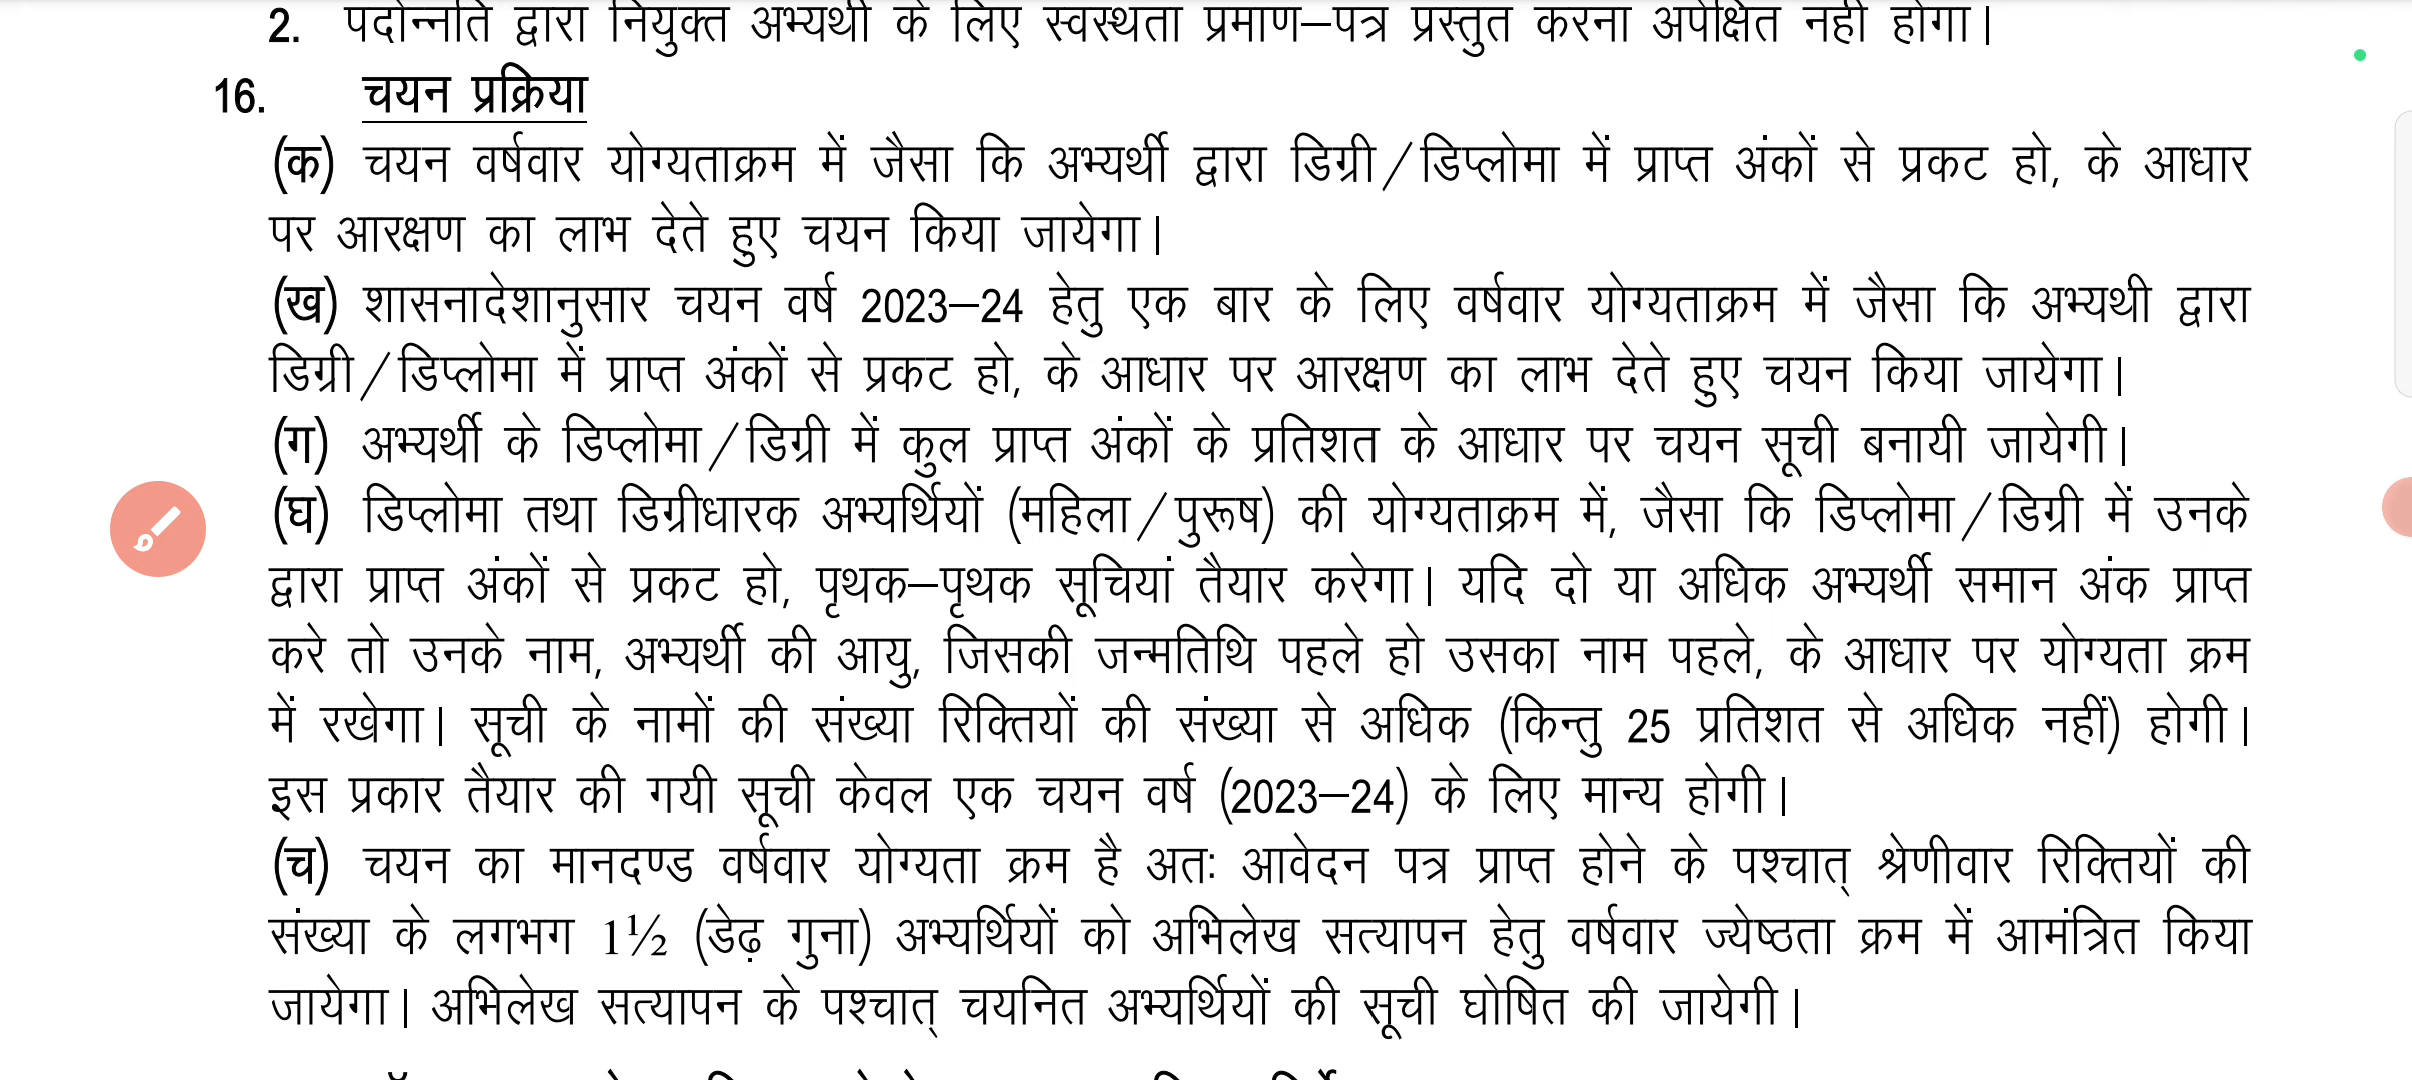 2. पदोन्नति द्वारा नियुक्त अभ्यर्थी के लिए स्वस्थता प्रमाण–पत्र प्रस्तुत करना अपेक्षित नहीं होगा।
16. चयन प्रक्रिया
(क) चयन वर्षवार योग्यताक्रम में जैसा कि अभ्यर्थी द्वारा डिग्री/डिप्लोमा में प्राप्त अंकों से प्रकट हो, के आधार
पर आरक्षण का लाभ देते हुए चयन किया जायेगा।
(ख) शासनादेशानुसार चयन वर्ष 2023–24 हेतु एक बार के लिए वर्षवार योग्यताक्रम में जैसा कि अभ्यथी द्वारा
डिग्री/डिप्लोमा में प्राप्त अंकों से प्रकट हो, के आधार पर आरक्षण का लाभ देते हुए चयन किया जायेगा।
(ग) अभ्यर्थी के डिप्लोमा/डिग्री में कुल प्राप्त अंकों के प्रतिशत के आधार पर चयन सूची बनायी जायेगी।
(घ) डिप्लोमा तथा डिग्रीधारक अभ्यर्थियों (महिला/पुरूष) की योग्यताक्रम में, जैसा कि डिप्लोमा/डिग्री में उनके
द्वारा प्राप्त अंकों से प्रकट हो, पृथक–पृथक सूचियां तैयार करेगा। यदि दो या अधिक अभ्यर्थी समान अंक प्राप्त
करे तो उनके नाम, अभ्यर्थी की आयु, जिसकी जन्मतिथि पहले हो उसका नाम पहले, के आधार पर योग्यता क्रम
में रखेगा। सूची के नामों की संख्या रिक्तियों की संख्या से अधिक (किन्तु 25 प्रतिशत से अधिक नहीं) होगी।
इस प्रकार तैयार की गयी सूची केवल एक चयन वर्ष (2023–24) के लिए मान्य होगी।
(च) चयन का मानदण्ड वर्षवार योग्यता क्रम है अतः आवेदन पत्र प्राप्त होने के पश्चात् श्रेणीवार रिक्तियों की
संख्या के लगभग 1½ (डेढ़ गुना) अभ्यर्थियों को अभिलेख सत्यापन हेतु वर्षवार ज्येष्ठता क्रम में आमंत्रित किया
जायेगा। अभिलेख सत्यापन के पश्चात् चयनित अभ्यर्थियों की सूची घोषित की जायेगी।